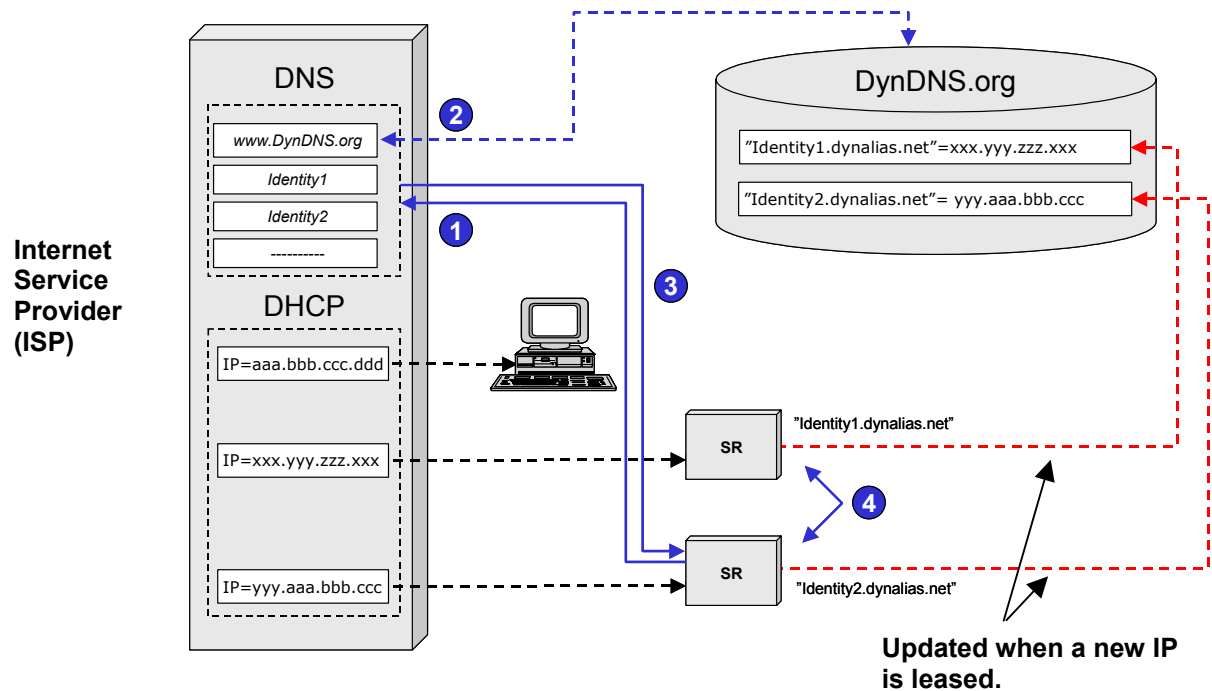 DNS
www.DynDNS.org
Identity1
Identity2
----------
Internet
Service
Provider
(ISP)
DHCP
IP=aaa.bbb.ccc.ddd
IP=xxx.yyy.zzz.xxx
IP=yyy.aaa.bbb.ccc
2
1
3
DynDNS.org
”Identity1.dynalias.net”=xxx.yyy.zzz.xxx
”Identity2.dynalias.net”= yyy.aaa.bbb.ccc
SR
”Identity1.dynalias.net”
4
SR
”Identity2.dynalias.net”
Updated when a new IP
is leased.